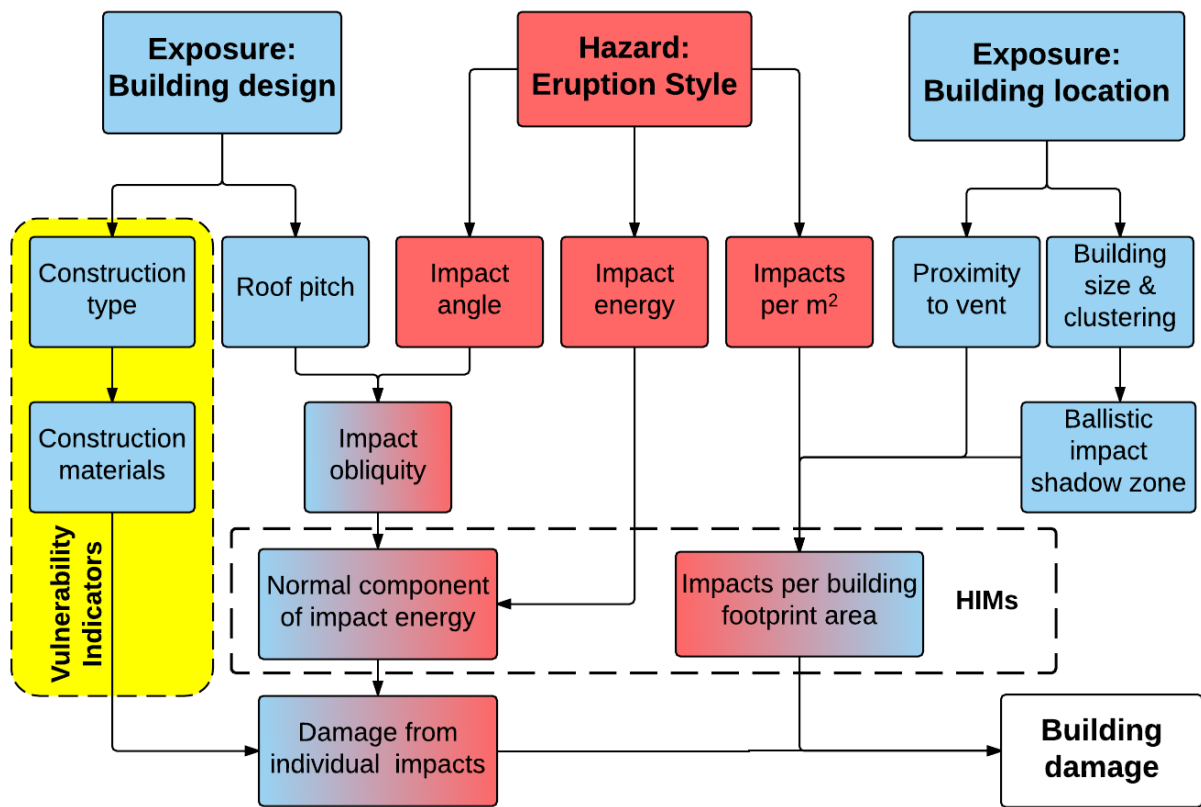 Exposure:
Building design
Hazard:
Eruption Style
Exposure:
Building location
Construction
type
Roof pitch
Impact
angle
Impact
energy
Impacts
per m²
Proximity
to vent
Building
size &
clustering
Construction
materials
Impact
obliquity
Ballistic
impact
shadow zone
Vulnerability
Indicators
Normal component
of impact energy
Impacts per building
footprint area
HIMs
Damage from
individual impacts
Building
damage